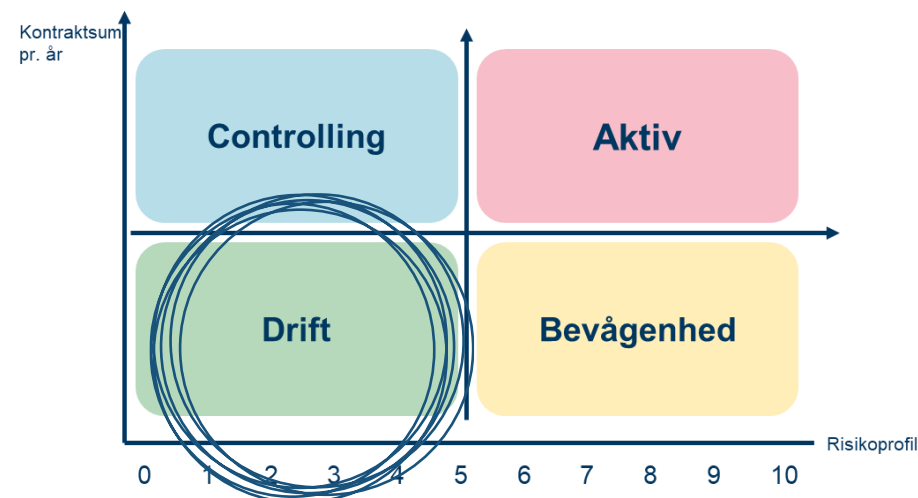 Kontraktsum
pr. år
Controlling
Aktiv
Drift
Bevågenhed
Risikoprofil
0 1 2 3 4 5 6 7 8 9 10